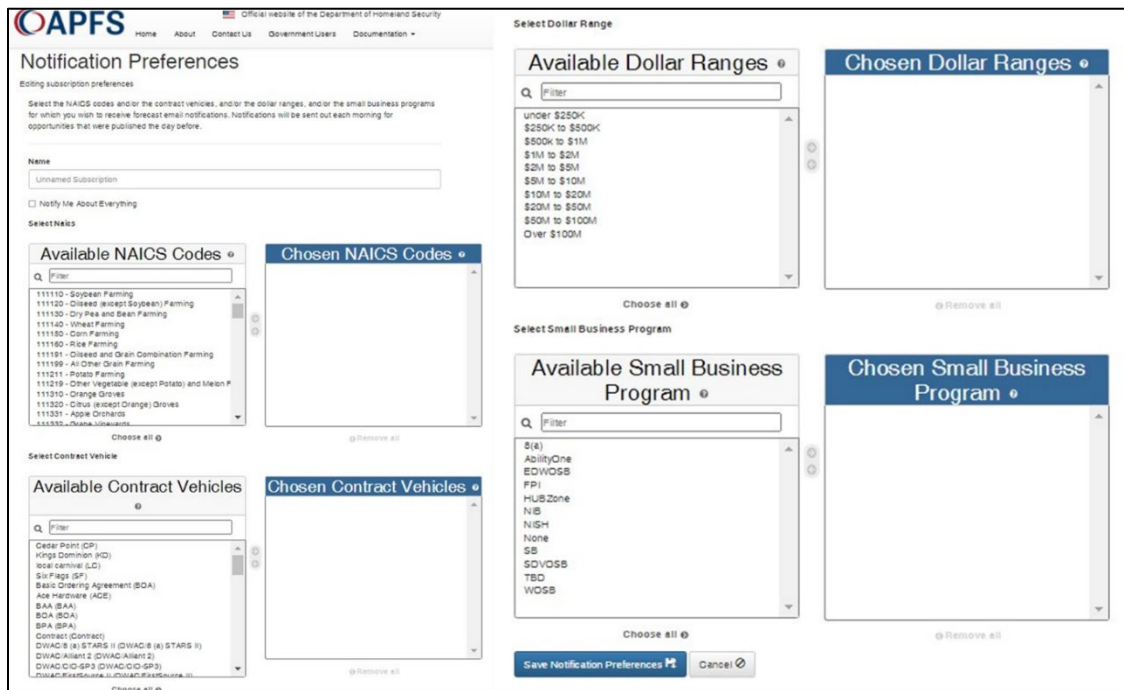 APFS
Official website of the Department of Homeland Security
Home About Contact Us Government Users Documentation
Notification Preferences
Editing subscription preferences
Select the NAICS codes and/or the contract vehicles, and/or the dollar ranges, and/or the small business programs
for which you wish to receive forecast email notifications. Notifications will be sent out each morning for
opportunities that were published the day before.
Name
Unnamed Subscription
Notify Me About Everything
Select Naics
Available NAICS Codes
Filter
111110 - Soybean Farming
111120 - Oilseed (except Soybean) Farming
111130 - Dry Pea and Bean Farming
111140 - Wheat Farming
111150 - Corn Farming
111160 - Rice Farming
111191 - Oilseed and Grain Combination Farming
111199 - All Other Grain Farming
111211 - Potato Farming
111219 - Other Vegetable (except Potato) and Melon F
111310 - Orange Groves
111320 - Citrus (except Orange) Groves
111331 - Apple Orchards
111332 - Grape Vineyards
Choose all
Chosen NAICS Codes
Remove all
Select Contract Vehicle
Available Contract Vehicles
Filter
Cedar Point (CP)
Kings Dominion (KD)
local carnival (LC)
Six Flags (SF)
Basic Ordering Agreement (BOA)
Ace Hardware (ACE)
BAA (BAA)
BOA (BOA)
BPA (BPA)
Contract (Contract)
DWAC/8 (a) STARS II (DWAC/8 (a) STARS II)
DWAC/Alliant 2 (DWAC/Alliant 2)
DWAC/CIO-SP3 (DWAC/CIO-SP3)
DWAC/FirstSource II (DWAC/FirstSource II)
Choose all
Chosen Contract Vehicles
Remove all
Select Dollar Range
Available Dollar Ranges
Filter
under $250K
$250K to $500K
$500k to $1M
$1M to $2M
$2M to $5M
$5M to $10M
$10M to $20M
$20M to $50M
$50M to $100M
Over $100M
Choose all
Chosen Dollar Ranges
Remove all
Select Small Business Program
Available Small Business
Program
Filter
8(a)
AbilityOne
EDWOSB
FPI
HUBZone
NIB
NISH
None
SB
SDVOSB
TBD
WOSB
Choose all
Chosen Small Business
Program
Remove all
Save Notification Preferences
Cancel